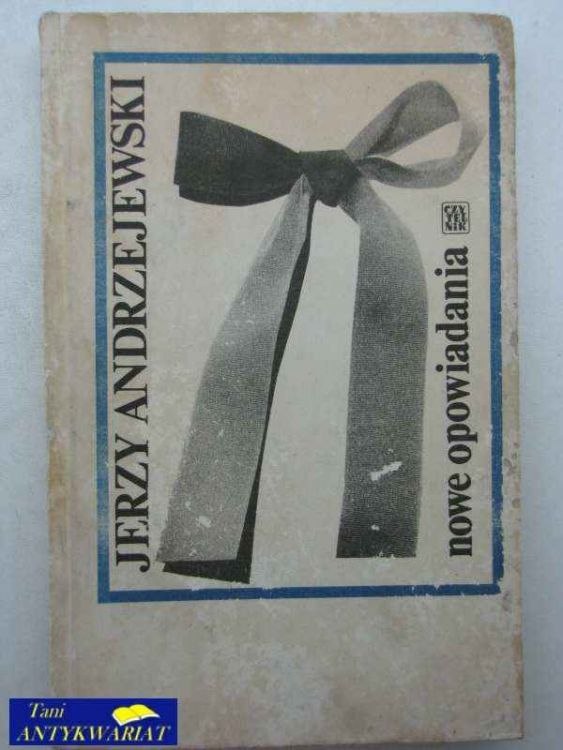 JERZY ANDRZEJEWSKI
CZY
TEL
NIK
nowe opowiadania
Tani
ANTYKWARIAT